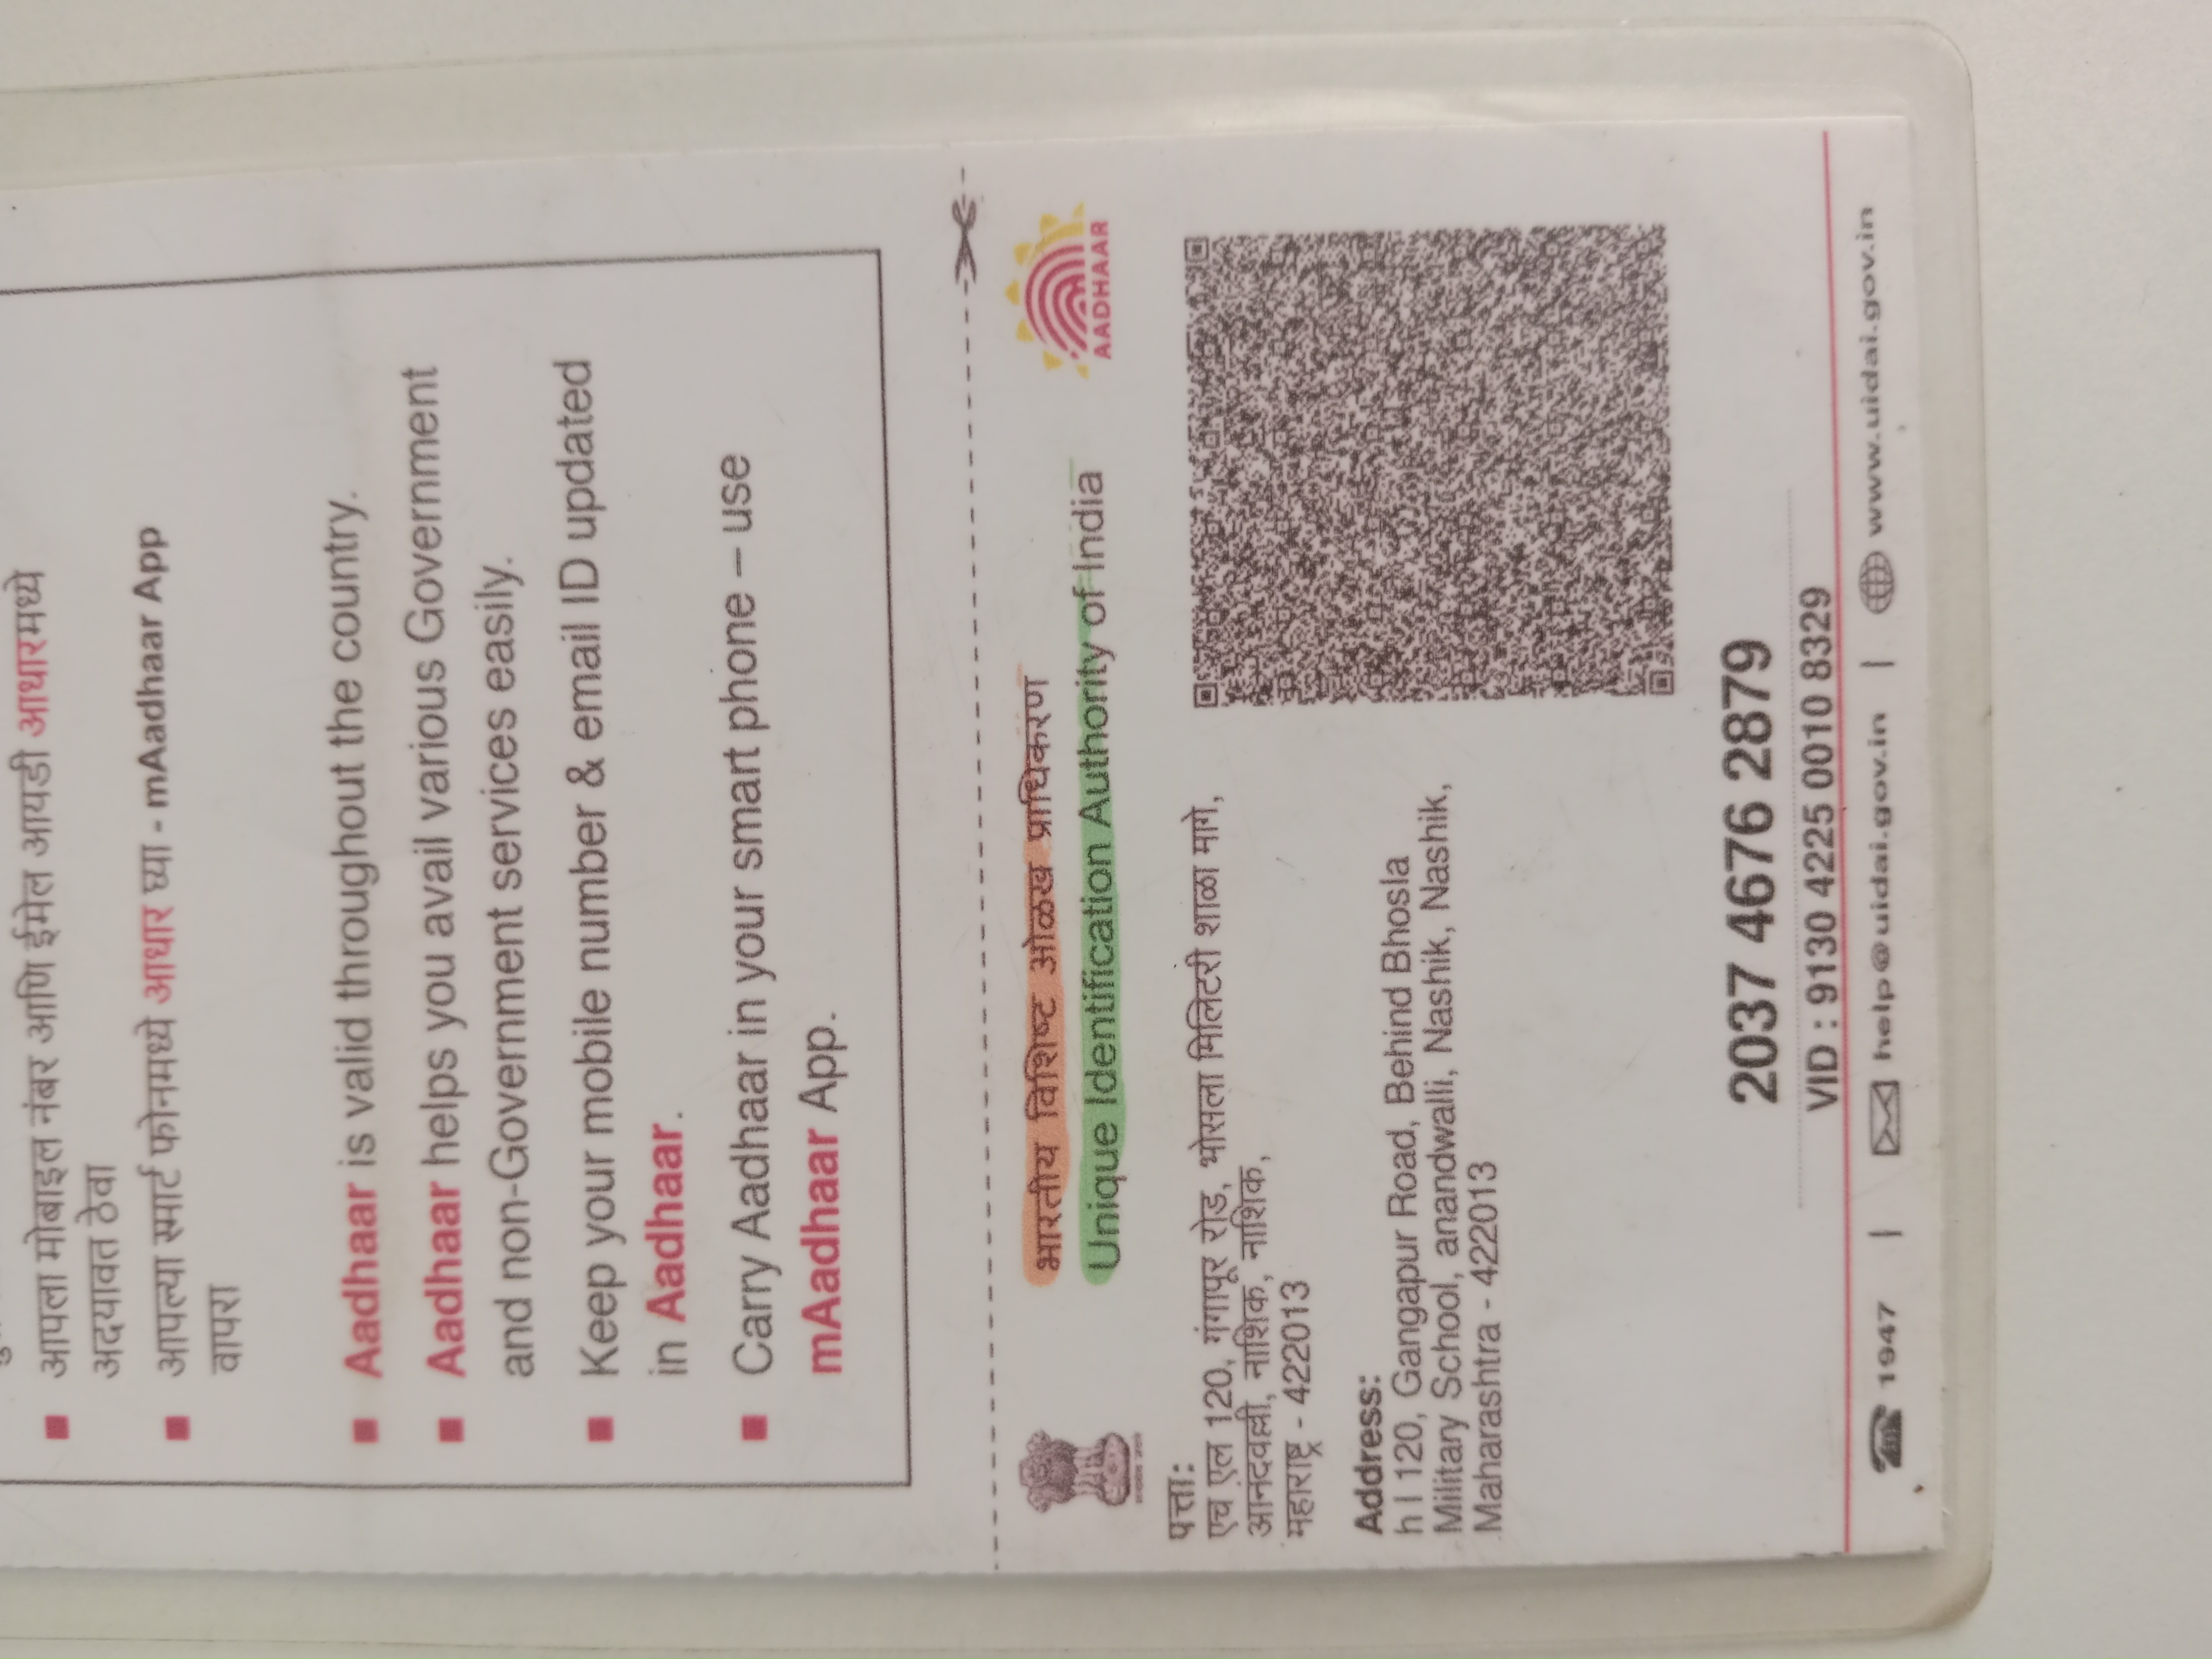 आपला मोबाइल नंबर आणि ईमेल आयडी आधारमध्ये
अदयावत ठेवा
आपल्या स्मार्ट फोनमध्ये आधार घ्या - mAadhaar App
वापरा
Aadhaar is valid throughout the country.
Aadhaar helps you avail various Government
and non-Government services easily.
Keep your mobile number & email ID updated
in Aadhaar.
Carry Aadhaar in your smart phone – use
mAadhaar App.
भारतीय विशिष्ट ओळख प्राधिकरण
Unique Identification Authority of India
AADHAAR
पत्ता:
एच एल 120, गंगापूर रोड, भोसला मिलिटरी शाळा मागे,
आनदवल्ली, नाशिक, नाशिक,
महाराष्ट्र - 422013
Address:
h l 120, Gangapur Road, Behind Bhosla
Military School, anandwalli, Nashik, Nashik,
Maharashtra - 422013
2037 4676 2879
VID : 9130 4225 0010 8329
1947 | help@uidai.gov.in | www.uidai.gov.in